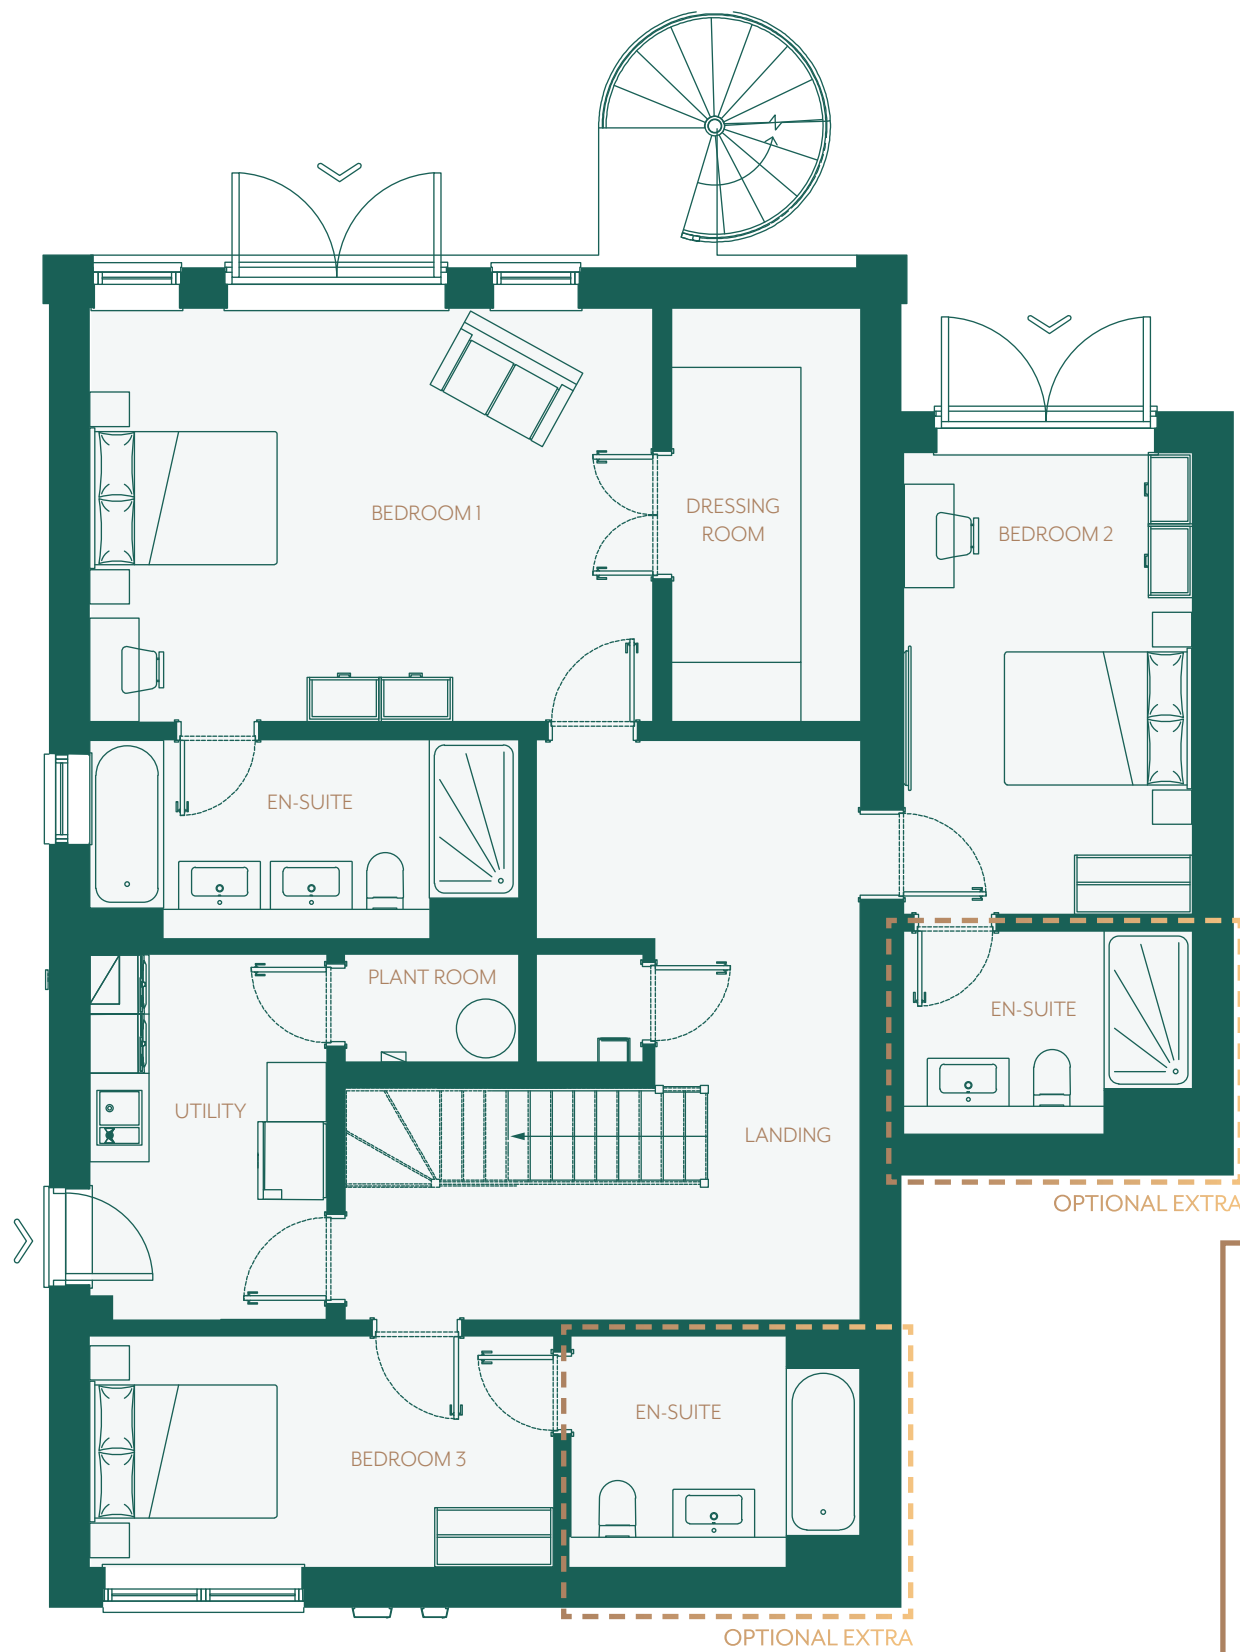 BEDROOM 1
DRESSING
ROOM
BEDROOM 2
EN-SUITE
PLANT ROOM
EN-SUITE
UTILITY
LANDING
OPTIONAL EXTRA
EN-SUITE
BEDROOM 3
OPTIONAL EXTRA